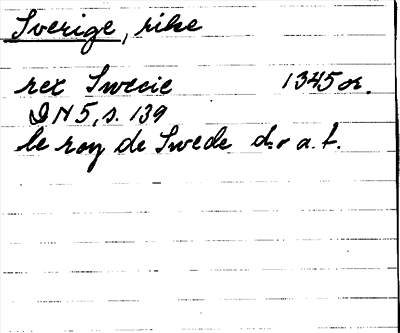 Sverige, rike
rex Swecie 1345 or.
DN 5, s. 139
le roy de Swede d:o a. t.